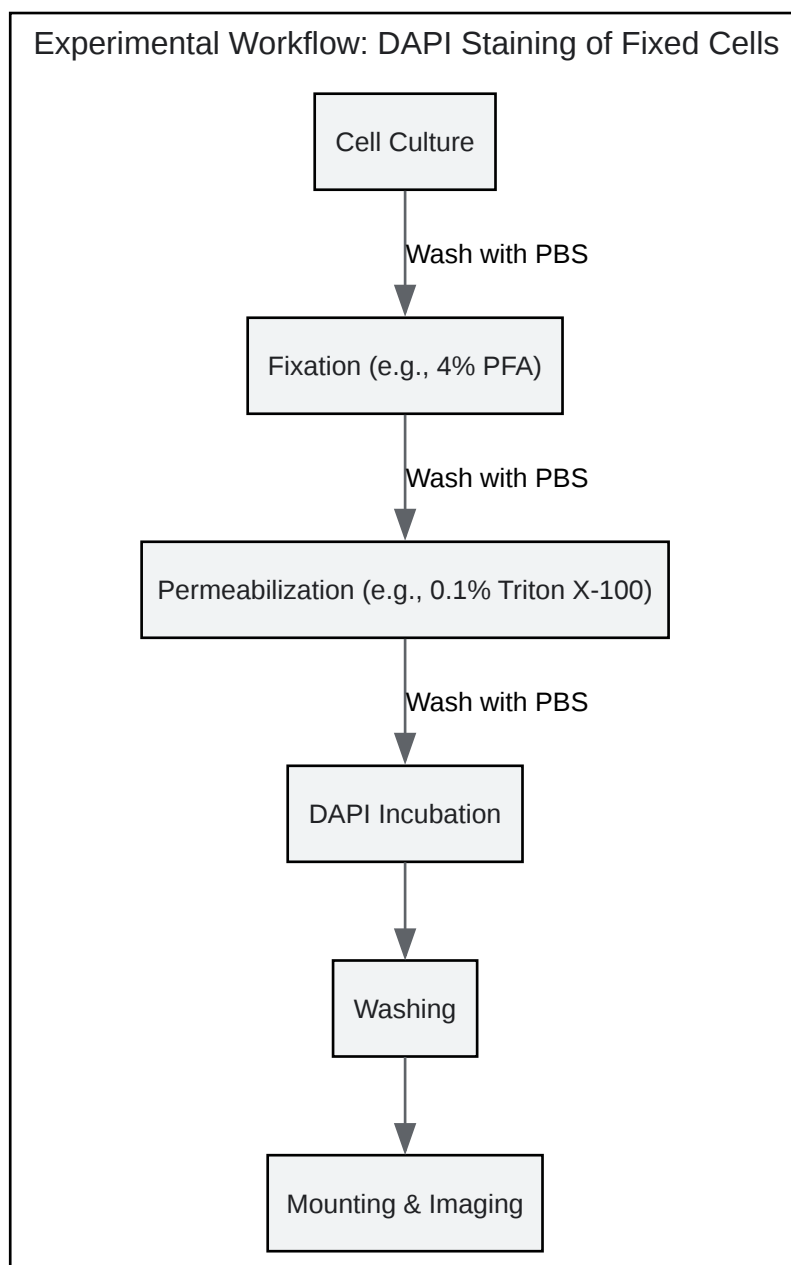 Experimental Workflow: DAPI Staining of Fixed Cells
Cell Culture
Wash with PBS
Fixation (e.g., 4% PFA)
Wash with PBS
Permeabilization (e.g., 0.1% Triton X-100)
Wash with PBS
DAPI Incubation
Washing
Mounting & Imaging